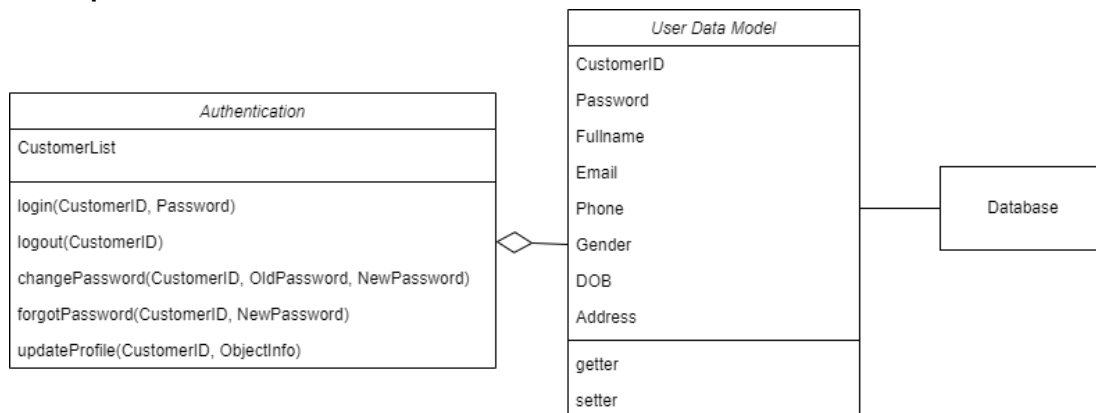 Authentication
CustomerList
login(CustomerID, Password)
logout(CustomerID)
changePassword(CustomerID, OldPassword, NewPassword)
forgotPassword(CustomerID, NewPassword)
updateProfile(CustomerID, ObjectInfo)
User Data Model
CustomerID
Password
Fullname
Email
Phone
Gender
DOB
Address
getter
setter
Database